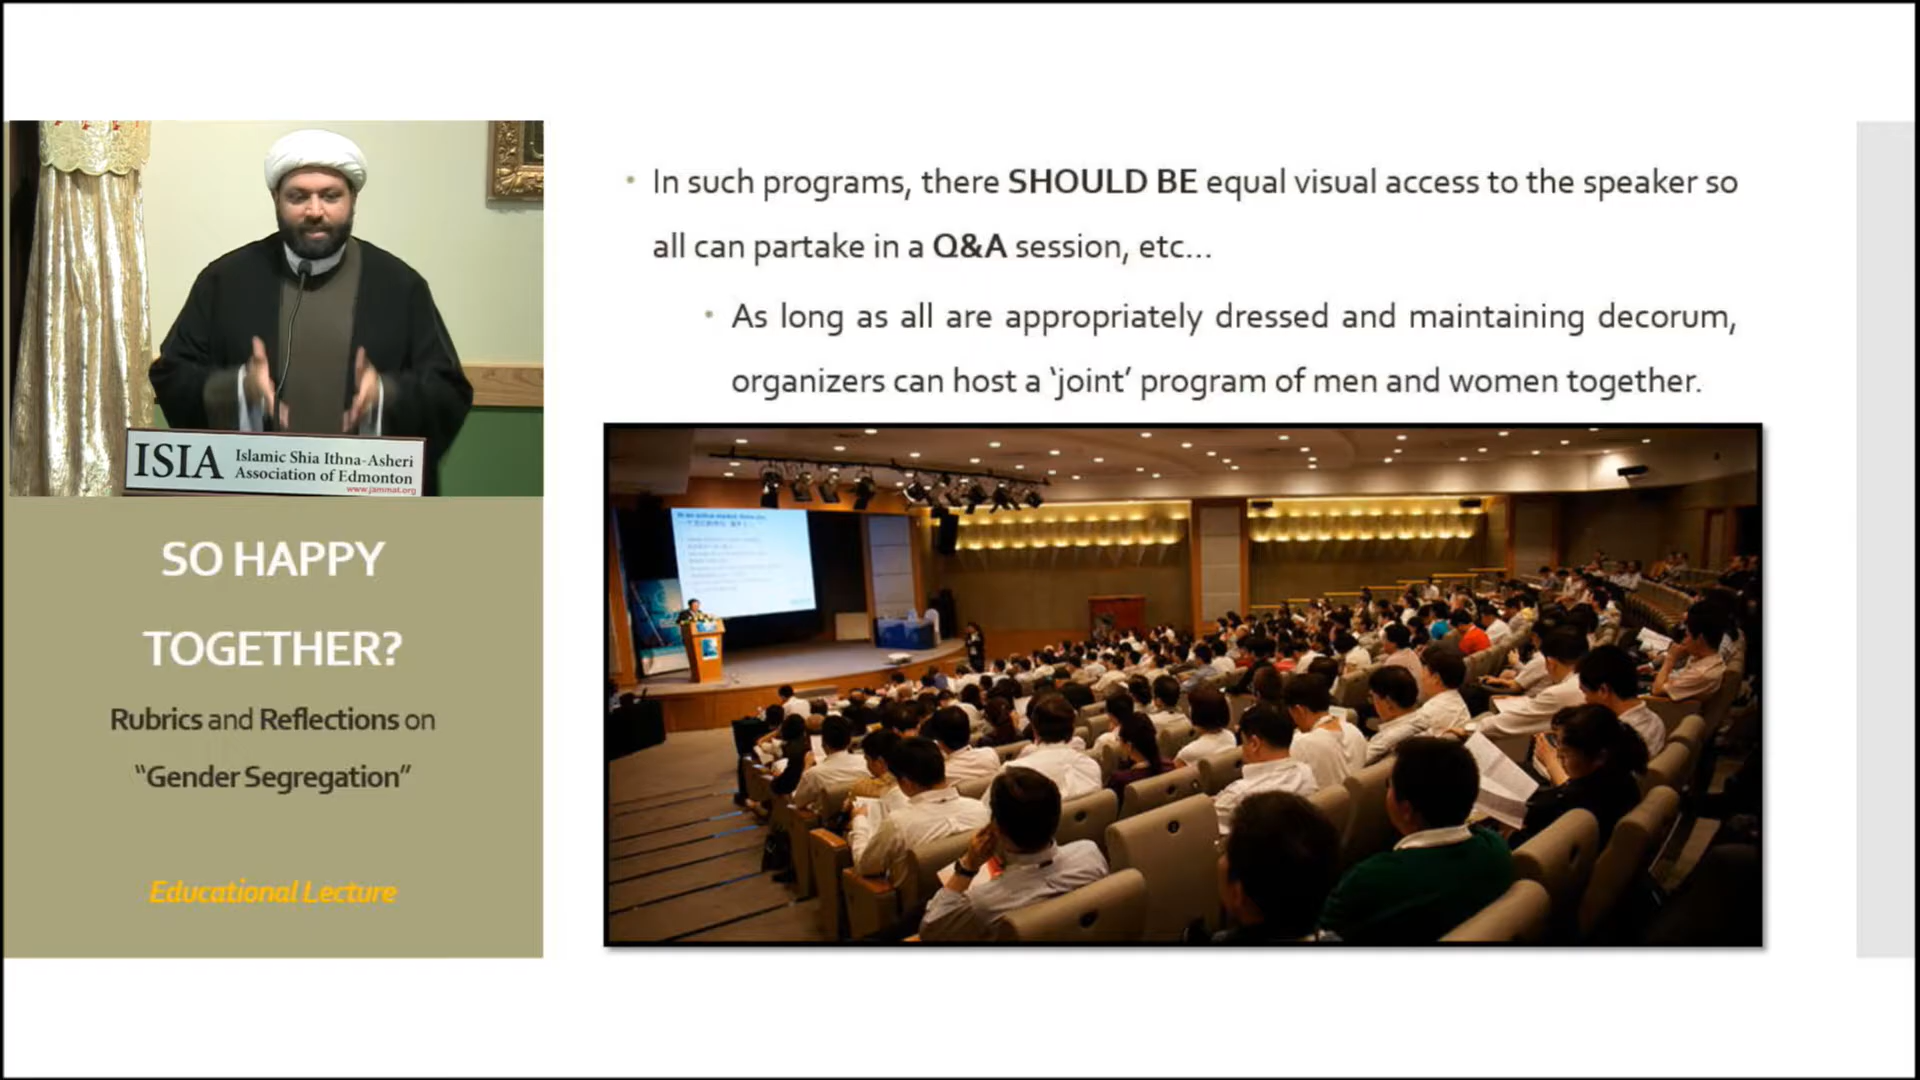 • In such programs, there SHOULD BE equal visual access to the speaker so
all can partake in a Q&A session, etc...
• As long as all are appropriately dressed and maintaining decorum,
organizers can host a ‘joint’ program of men and women together.
ISIA
Islamic Shia Ithna-Asheri
Association of Edmonton
www.jammat.org
SO HAPPY
TOGETHER?
Rubrics and Reflections on
“Gender Segregation”
Educational Lecture